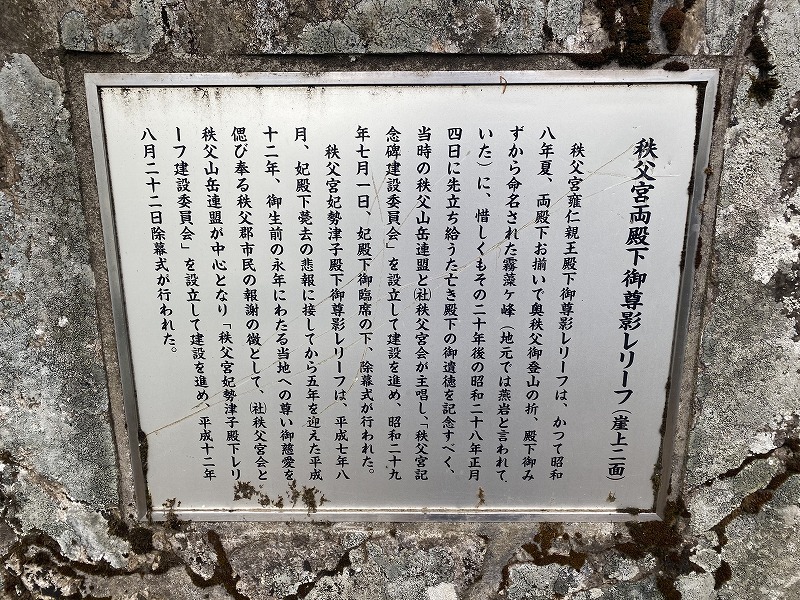 秩父宮両殿下御尊影レリーフ（崖上二面）
秩父宮雍仁親王殿下御尊影レリーフは、かつて昭和
八年夏、両殿下お揃いで奥秩父御登山の折、殿下御み
ずから命名された霧藻ヶ峰（地元では燕岩と言われて
いた）に、惜しくもその二十年後の昭和二十八年正月
四日に先立ち給うた亡き殿下の御遺徳を記念すべく、
当時の秩父山岳連盟と㈳秩父宮会が主唱し、「秩父宮記
念碑建設委員会」を設立して建設を進め、昭和二十九
年七月一日、妃殿下御臨席の下、除幕式が行われた。
秩父宮妃勢津子殿下御尊影レリーフは、平成七年八
月、妃殿下薨去の悲報に接してから五年を迎えた平成
十二年、御生前の永年にわたる当地への尊い御慈愛を
偲び奉る秩父郡市民の報謝の徴として、㈳秩父宮会と
秩父山岳連盟が中心となり「秩父宮妃勢津子殿下レリ
ーフ建設委員会」を設立して建設を進め、平成十二年
八月二十二日除幕式が行われた。